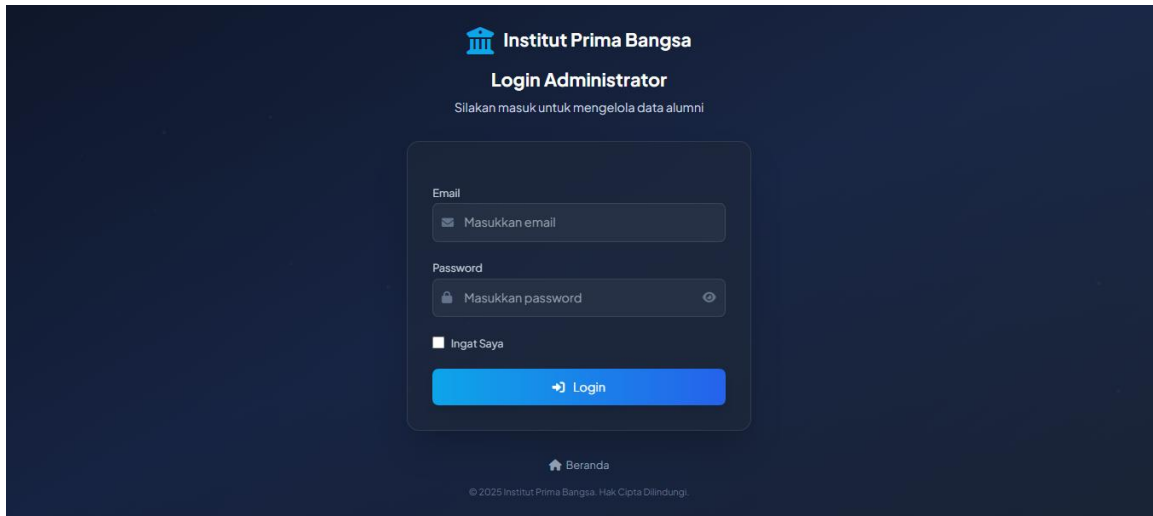 Institut Prima Bangsa
Login Administrator
Silakan masuk untuk mengelola data alumni
Email
Masukkan email
Password
Masukkan password
Ingat Saya
Login
Beranda
© 2025 Institut Prima Bangsa. Hak Cipta Dilindungi.